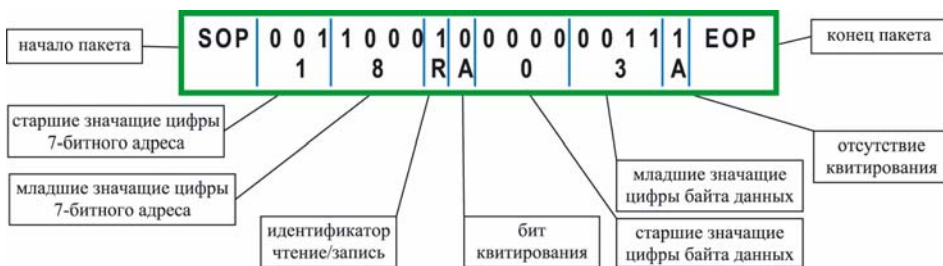 начало пакета
SOP 0 0 1 1 0 0 0 1 0 0 0 0 0 0 0 1 1 1 EOP
1 8 R A 0 3 A
конец пакета
старшие значащие цифры
7-битного адреса
младшие значащие цифры
7-битного адреса
идентификатор
чтение/запись
бит
квитирования
младшие значащие
цифры байта данных
старшие значащие
цифры байта данных
отсутствие
квитирования